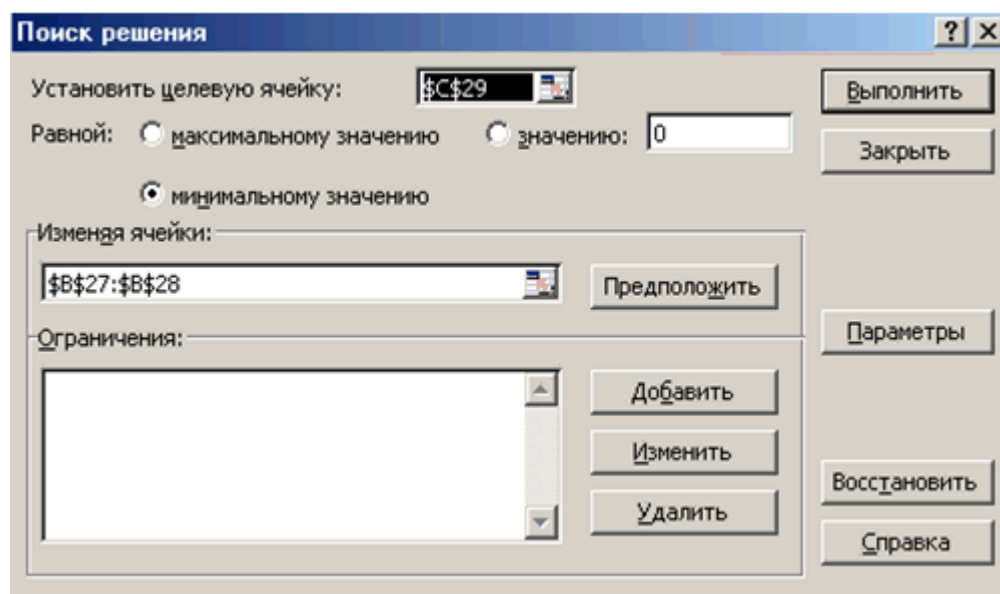 Поиск решения
Установить целевую ячейку: $C$29
Выполнить
Равной: максимальному значению значению: 0
Закрыть
минимальному значению
Изменяя ячейки:
$B$27:$B$28
Предположить
Ограничения:
Параметры
Добавить
Изменить
Восстановить
Удалить
Справка